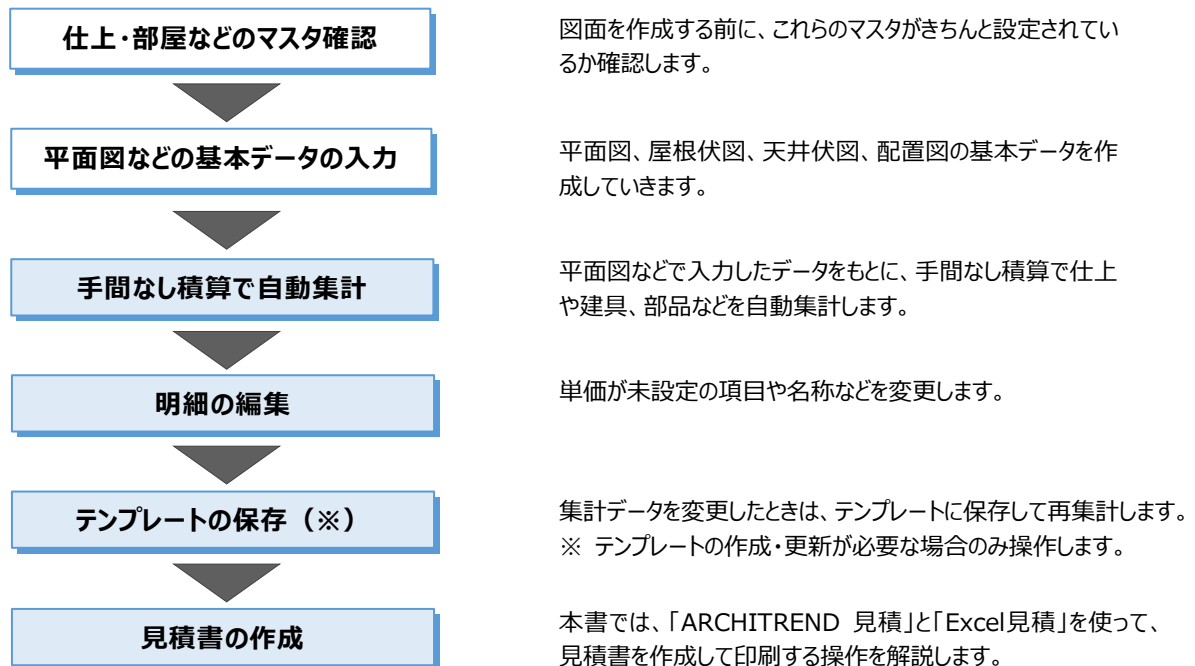 仕上・部屋などのマスタ確認
図面を作成する前に、これらのマスタがきちんと設定されてい
るか確認します。
平面図などの基本データの入力
平面図、屋根伏図、天井伏図、配置図の基本データを作
成していきます。
手間なし積算で自動集計
平面図などで入力したデータをもとに、手間なし積算で仕上
や建具、部品などを自動集計します。
明細の編集
単価が未設定の項目や名称などを変更します。
テンプレートの保存（※）
集計データを変更したときは、テンプレートに保存して再集計します。
※ テンプレートの作成・更新が必要な場合のみ操作します。
見積書の作成
本書では、「ARCHITREND 見積」と「Excel見積」を使って、
見積書を作成して印刷する操作を解説します。